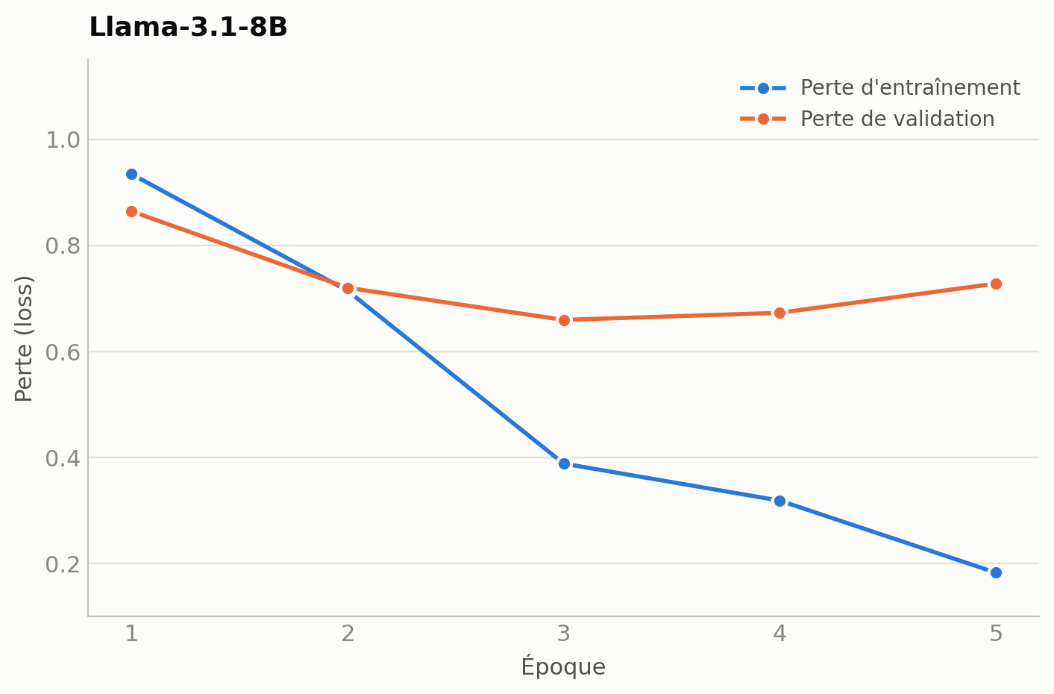 Llama-3.1-8B
Perte d'entraînement
Perte de validation
1.0
0.8
0.6
0.4
0.2
Perte (loss)
1 2 3 4 5
Époque